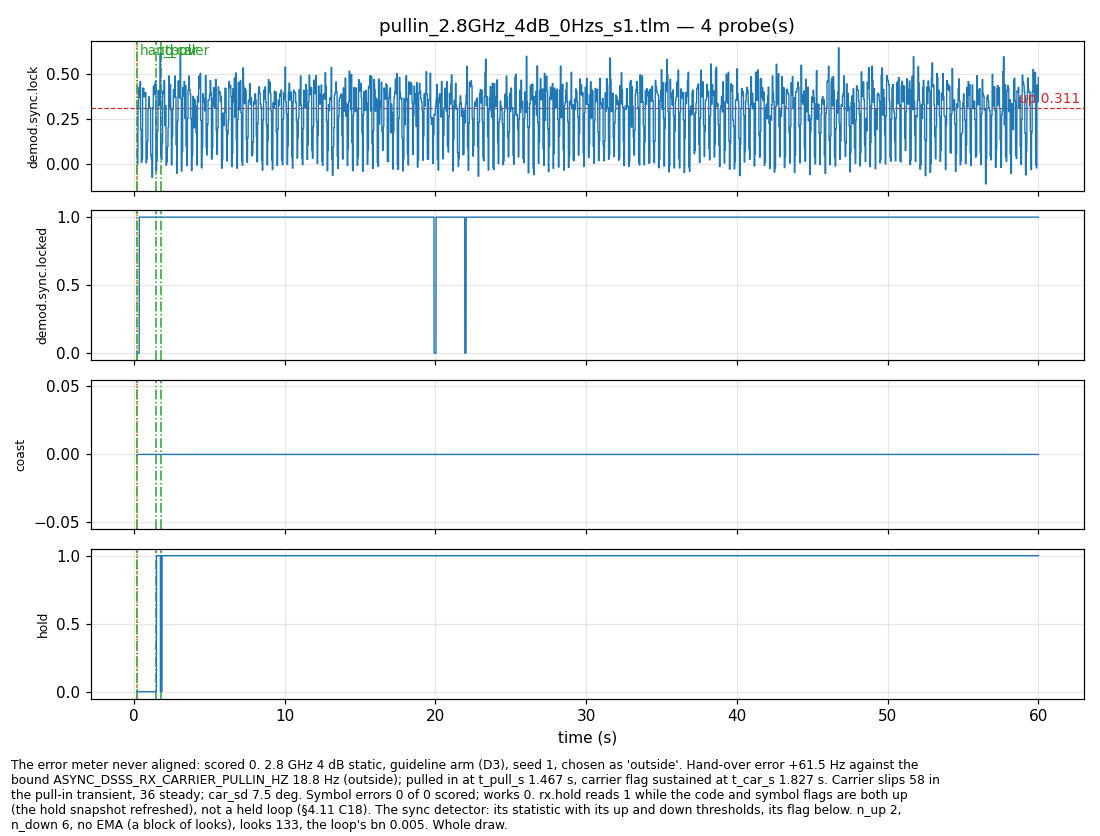 pullin_2.8GHz_4dB_0Hzs_s1.tlm — 4 probe(s)
demod.sync.lock
0.50
0.25
0.00
up 0.311
demod.sync.locked
1.0
0.5
0.0
coast
0.05
0.00
−0.05
hold
1.0
0.5
0.0
0
10
20
30
40
50
60
time (s)
The error meter never aligned: scored 0. 2.8 GHz 4 dB static, guideline arm (D3), seed 1, chosen as 'outside'. Hand-over error +61.5 Hz against the
bound ASYNC_DSSS_RX_CARRIER_PULLIN_HZ 18.8 Hz (outside); pulled in at t_pull_s 1.467 s, carrier flag sustained at t_car_s 1.827 s. Carrier slips 58 in
the pull-in transient, 36 steady; car_sd 7.5 deg. Symbol errors 0 of 0 scored; works 0. rx.hold reads 1 while the code and symbol flags are both up
(the hold snapshot refreshed), not a held loop (§4.11 C18). The sync detector: its statistic with its up and down thresholds, its flag below. n_up 2,
n_down 6, no EMA (a block of looks), looks 133, the loop's bn 0.005. Whole draw.